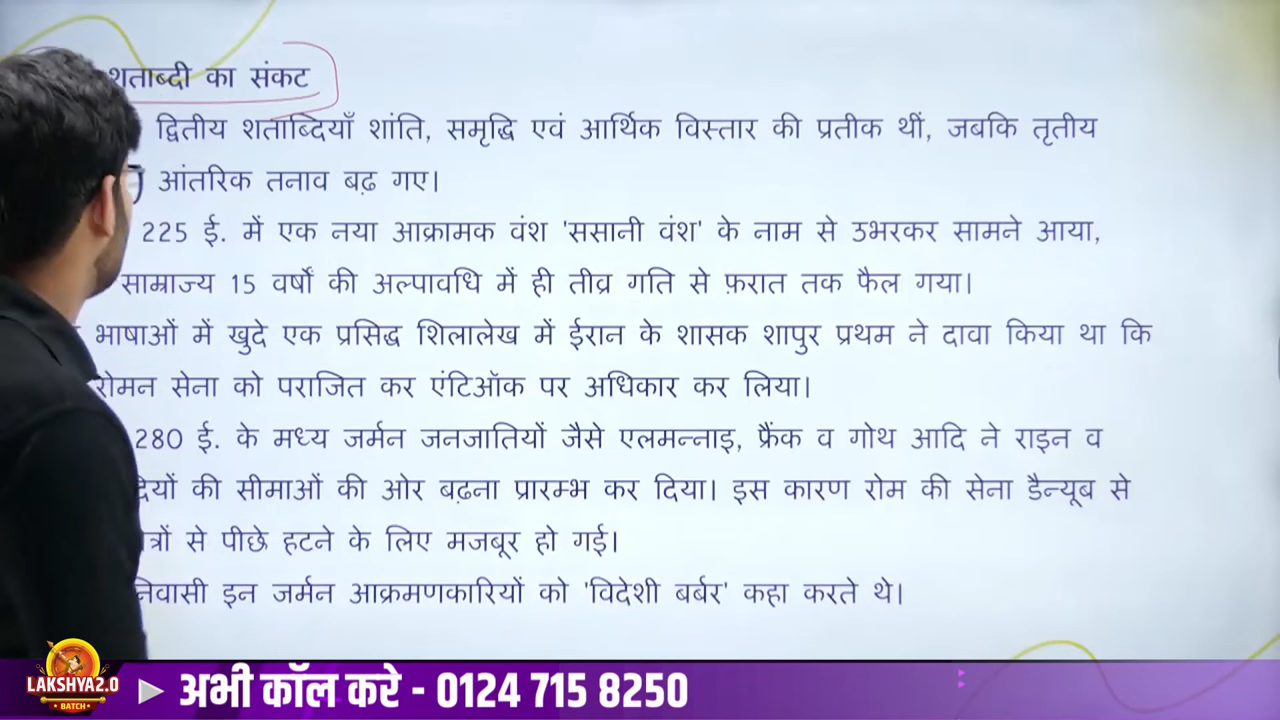 शताब्दी का संकट
द्वितीय शताब्दियाँ शांति, समृद्धि एवं आर्थिक विस्तार की प्रतीक थीं, जबकि तृतीय
आंतरिक तनाव बढ़ गए।
225 ई. में एक नया आक्रामक वंश 'ससानी वंश' के नाम से उभरकर सामने आया,
साम्राज्य 15 वर्षों की अल्पावधि में ही तीव्र गति से फ़रात तक फैल गया।
भाषाओं में खुदे एक प्रसिद्ध शिलालेख में ईरान के शासक शापुर प्रथम ने दावा किया था कि
रोमन सेना को पराजित कर एंटिऑक पर अधिकार कर लिया।
280 ई. के मध्य जर्मन जनजातियों जैसे एलमन्नाइ, फ्रैंक व गोथ आदि ने राइन व
की सीमाओं की ओर बढ़ना प्रारम्भ कर दिया। इस कारण रोम की सेना डैन्यूब से
से पीछे हटने के लिए मजबूर हो गई।
इन जर्मन आक्रमणकारियों को 'विदेशी बर्बर' कहा करते थे।
LAKSHYA2.0
BATCH
अभी कॉल करे - 0124 715 8250